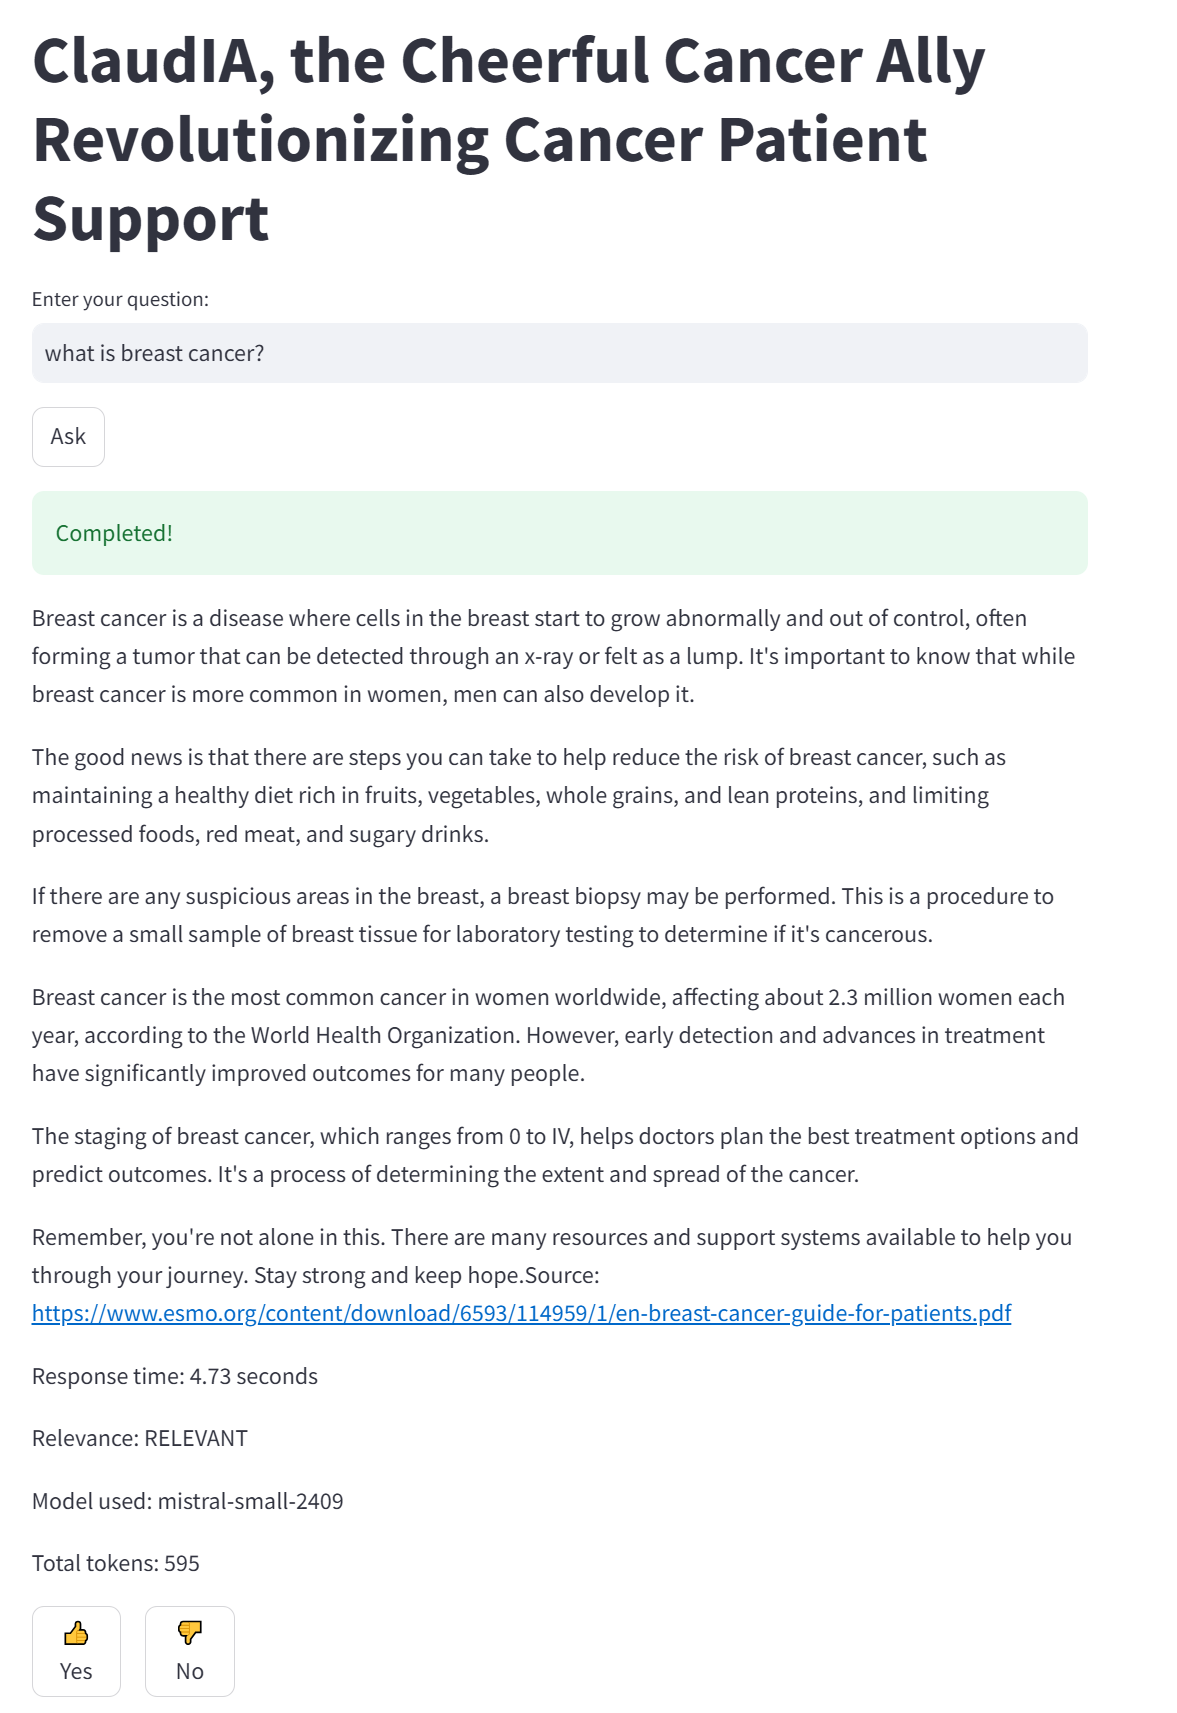 ClaudIA, the Cheerful Cancer Ally
Revolutionizing Cancer Patient
Support
Enter your question:
what is breast cancer?
Ask
Completed!
Breast cancer is a disease where cells in the breast start to grow abnormally and out of control, often
forming a tumor that can be detected through an x-ray or felt as a lump. It's important to know that while
breast cancer is more common in women, men can also develop it.
The good news is that there are steps you can take to help reduce the risk of breast cancer, such as
maintaining a healthy diet rich in fruits, vegetables, whole grains, and lean proteins, and limiting
processed foods, red meat, and sugary drinks.
If there are any suspicious areas in the breast, a breast biopsy may be performed. This is a procedure to
remove a small sample of breast tissue for laboratory testing to determine if it's cancerous.
Breast cancer is the most common cancer in women worldwide, affecting about 2.3 million women each
year, according to the World Health Organization. However, early detection and advances in treatment
have significantly improved outcomes for many people.
The staging of breast cancer, which ranges from 0 to IV, helps doctors plan the best treatment options and
predict outcomes. It's a process of determining the extent and spread of the cancer.
Remember, you're not alone in this. There are many resources and support systems available to help you
through your journey. Stay strong and keep hope.Source:
https://www.esmo.org/content/download/6593/114959/1/en-breast-cancer-guide-for-patients.pdf
Response time: 4.73 seconds
Relevance: RELEVANT
Model used: mistral-small-2409
Total tokens: 595
Yes
No